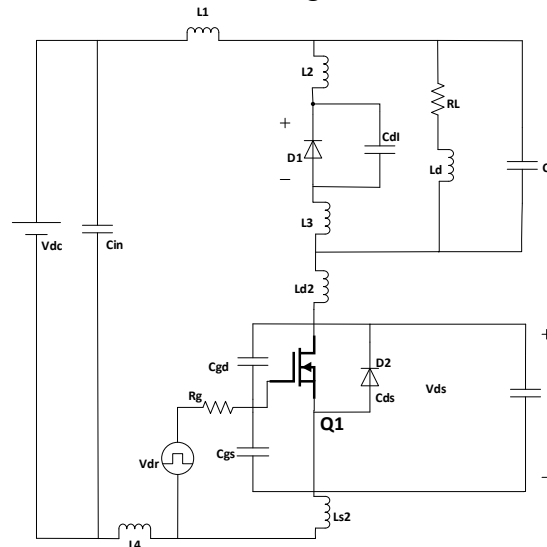 L1
L2
RL
+
CdI
D1
Ld
C
−
L3
Vdc
Cin
Ld2
+
D2
Cgd
Cds
Vds
Rg
Q1
Cgs
Vdr
−
Ls2
L4